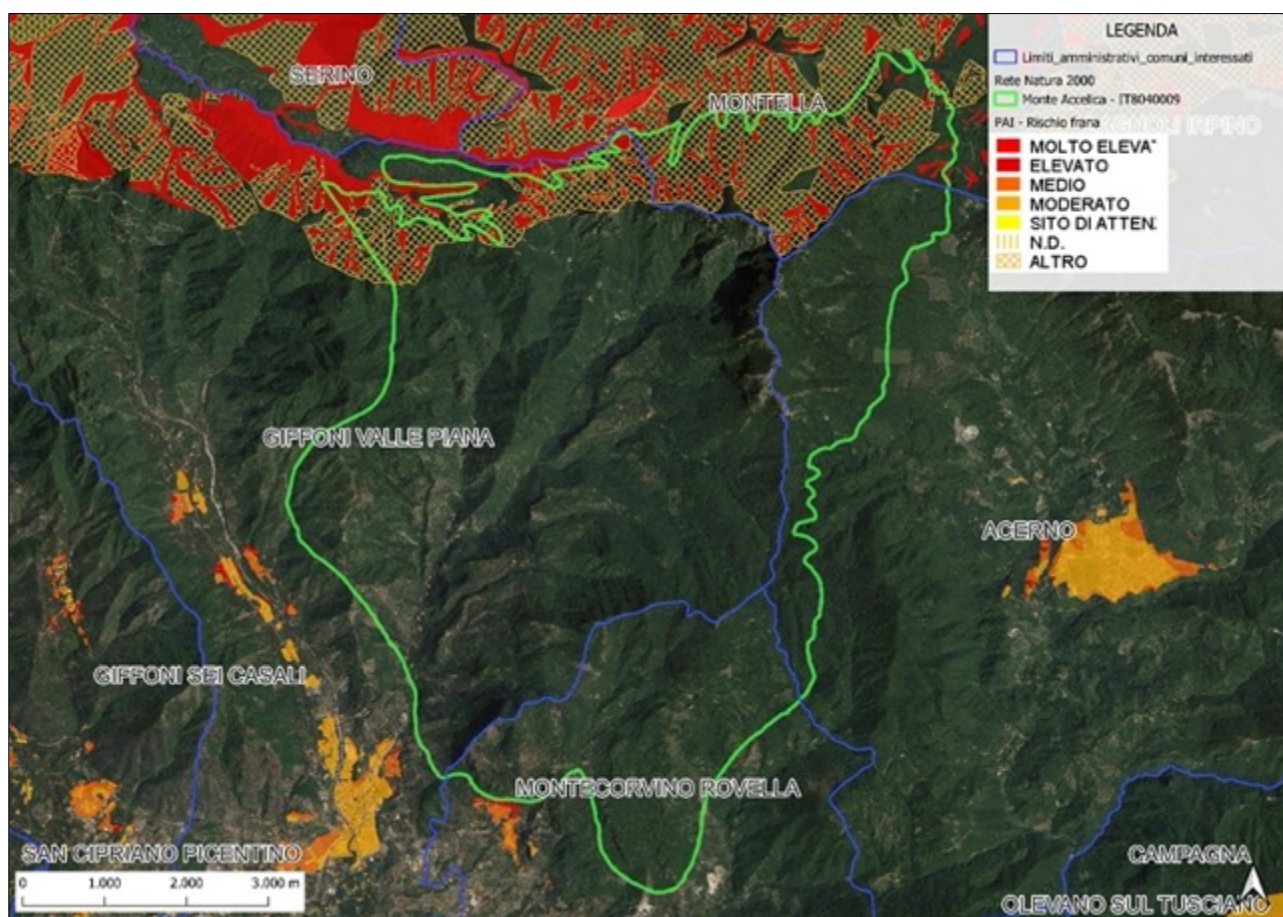 LEGENDA
Limiti_amministrativi_comuni_interessati
Rete Natura 2000
Monte Accelica - IT8040009
PAI - Rischio frana
MOLTO ELEVA
ELEVATO
MEDIO
MODERATO
SITO DI ATTEN
N.D.
ALTRO
SERINO
MONTELLA
AGNOLI IRPINO
GIFFONI VALLE PIANA
ACERNO
GIFFONI SEI CASALI
MONTECORVINO ROVELLA
SAN CIPRIANO PICENTINO
CAMPAGNA
0 1.000 2.000 3.000 m
OLEVANO SUL TUSCIANO